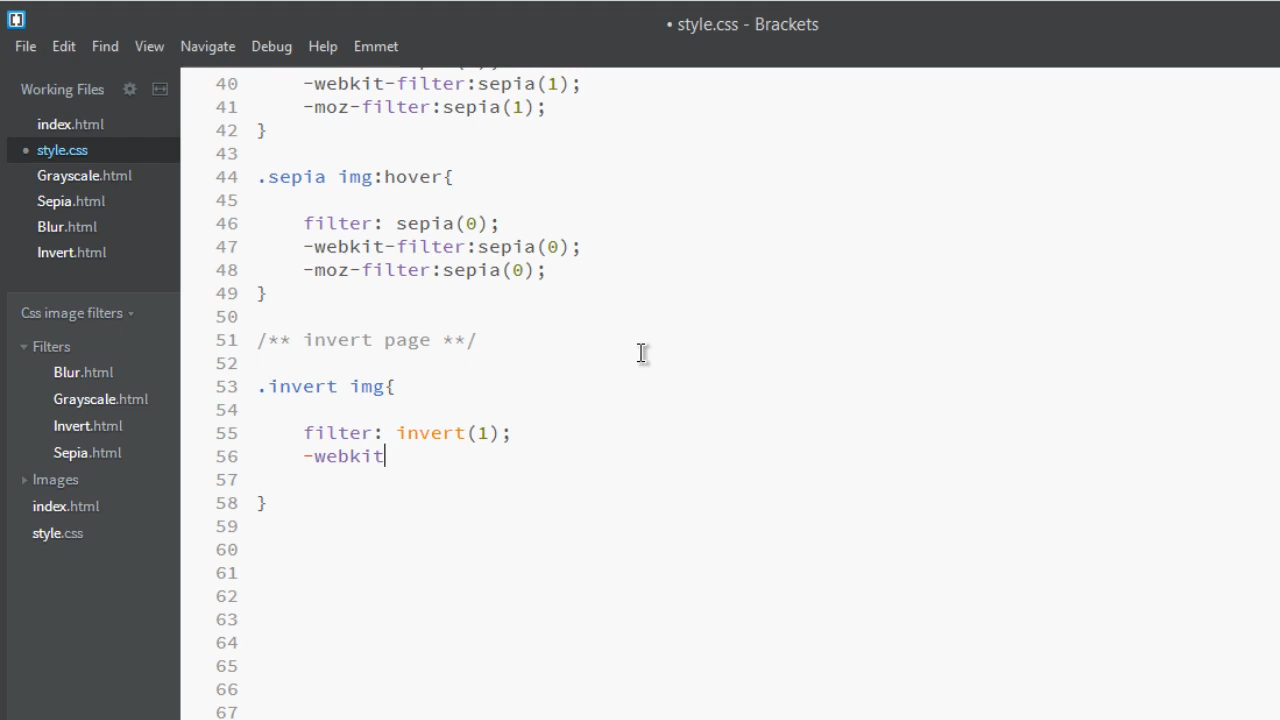 • style.css - Brackets
File Edit Find View Navigate Debug Help Emmet
Working Files
index.html
• style.css
Grayscale.html
Sepia.html
Blur.html
Invert.html
Css image filters
Filters
Blur.html
Grayscale.html
Invert.html
Sepia.html
Images
index.html
style.css
40 -webkit-filter:sepia(1);
41 -moz-filter:sepia(1);
42 }
43
44 .sepia img:hover{
45
46 filter: sepia(0);
47 -webkit-filter:sepia(0);
48 -moz-filter:sepia(0);
49 }
50
51 /** invert page **/
52
53 .invert img{
54
55 filter: invert(1);
56 -webkit
57
58 }
59
60
61
62
63
64
65
66
67